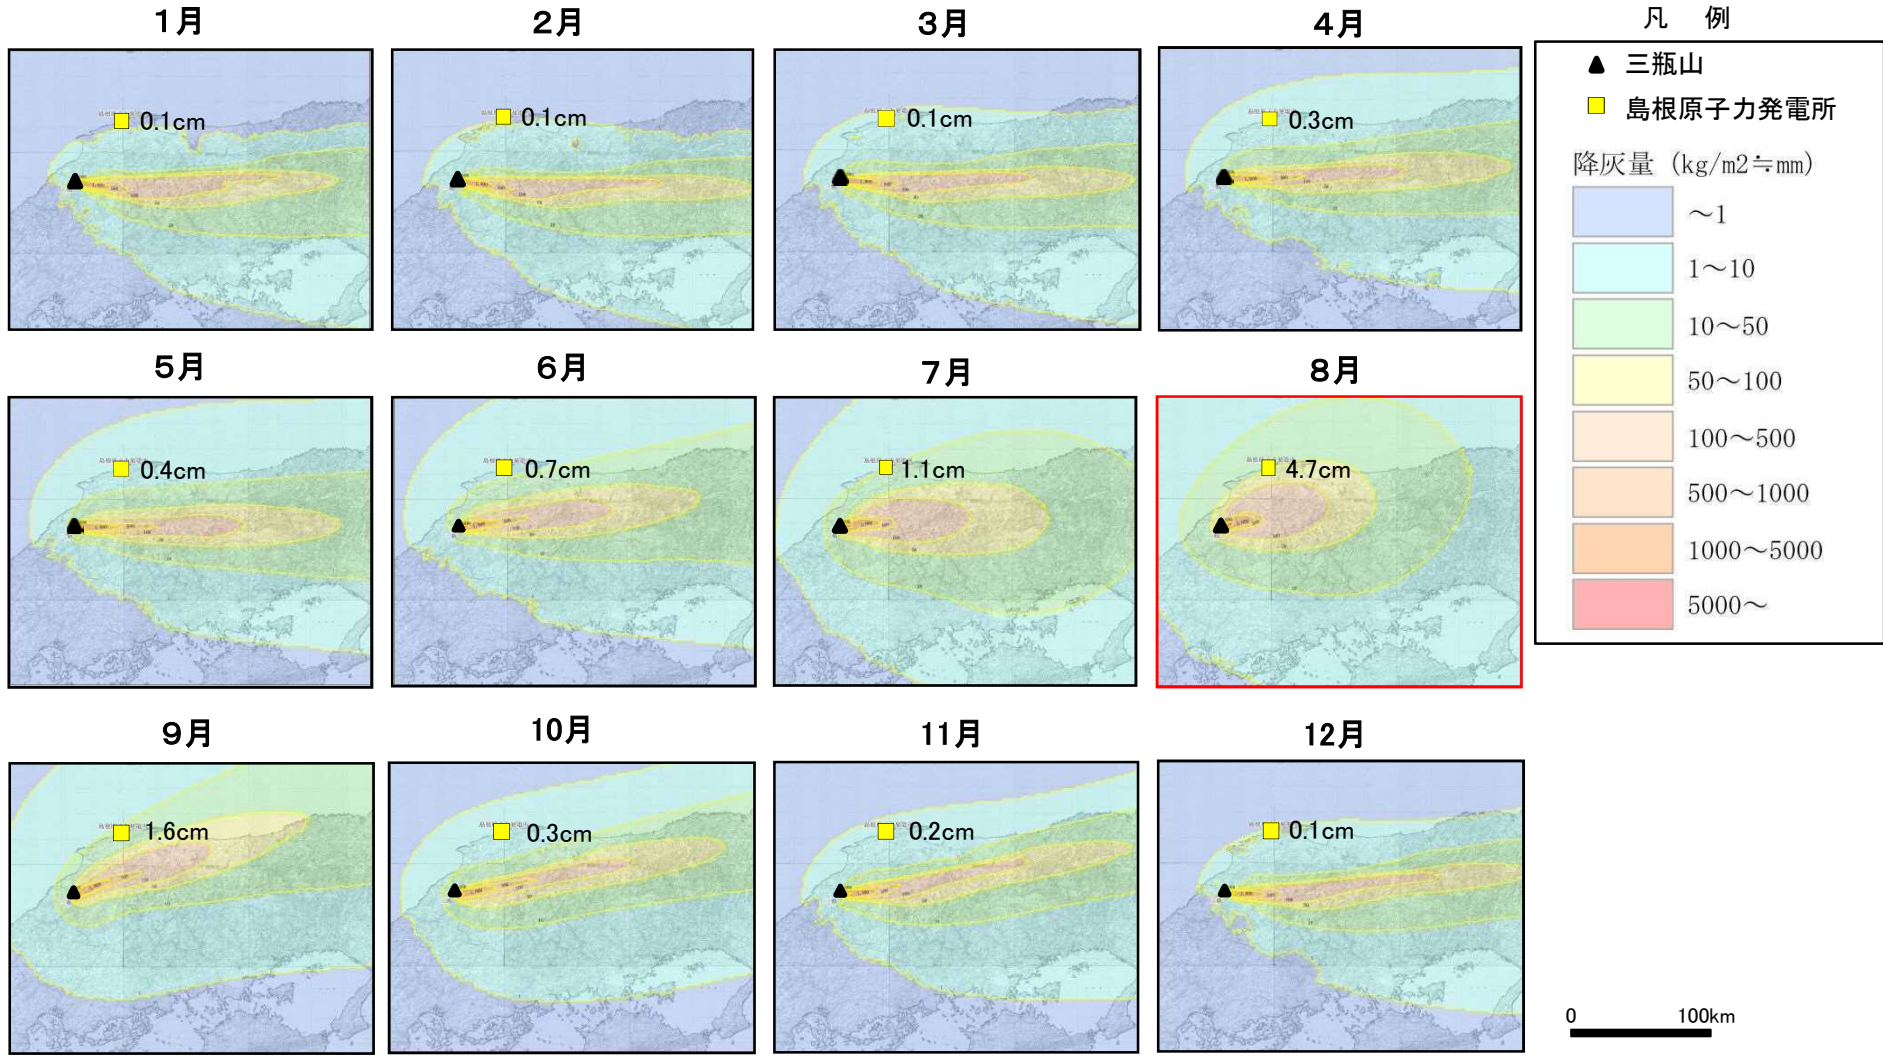 1月
2月
3月
4月
0.1cm
0.1cm
0.1cm
0.3cm
5月
6月
7月
8月
0.4cm
0.7cm
1.1cm
4.7cm
9月
10月
11月
12月
1.6cm
0.3cm
0.2cm
0.1cm
凡 例
三瓶山
島根原子力発電所
降灰量 (kg/m2≒mm)
～1
1～10
10～50
50～100
100～500
500～1000
1000～5000
5000～
0 100km